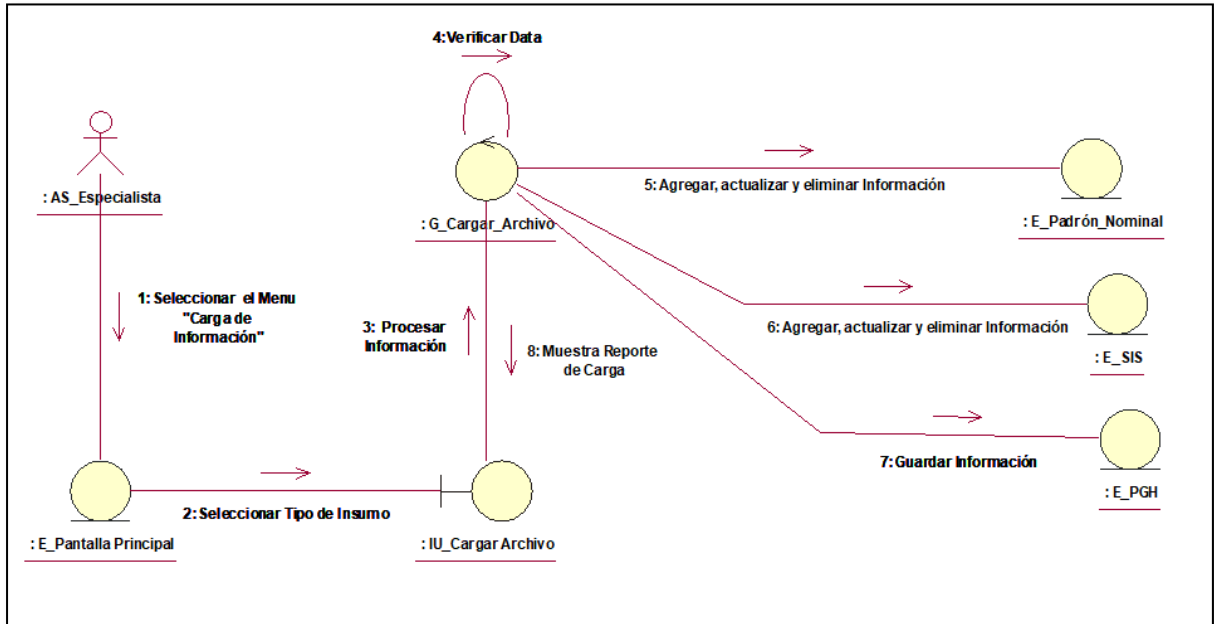 4:Verificar Data
: AS_Especialista
: G_Cargar_Archivo
5: Agregar, actualizar y eliminar Información
: E_Padrón_Nominal
1: Seleccionar el Menu
"Carga de
Información"
3: Procesar
Información
8: Muestra Reporte
de Carga
6: Agregar, actualizar y eliminar Información
: E_SIS
7: Guardar Información
: E_PGH
2: Seleccionar Tipo de Insumo
: E_Pantalla Principal
: IU_Cargar Archivo